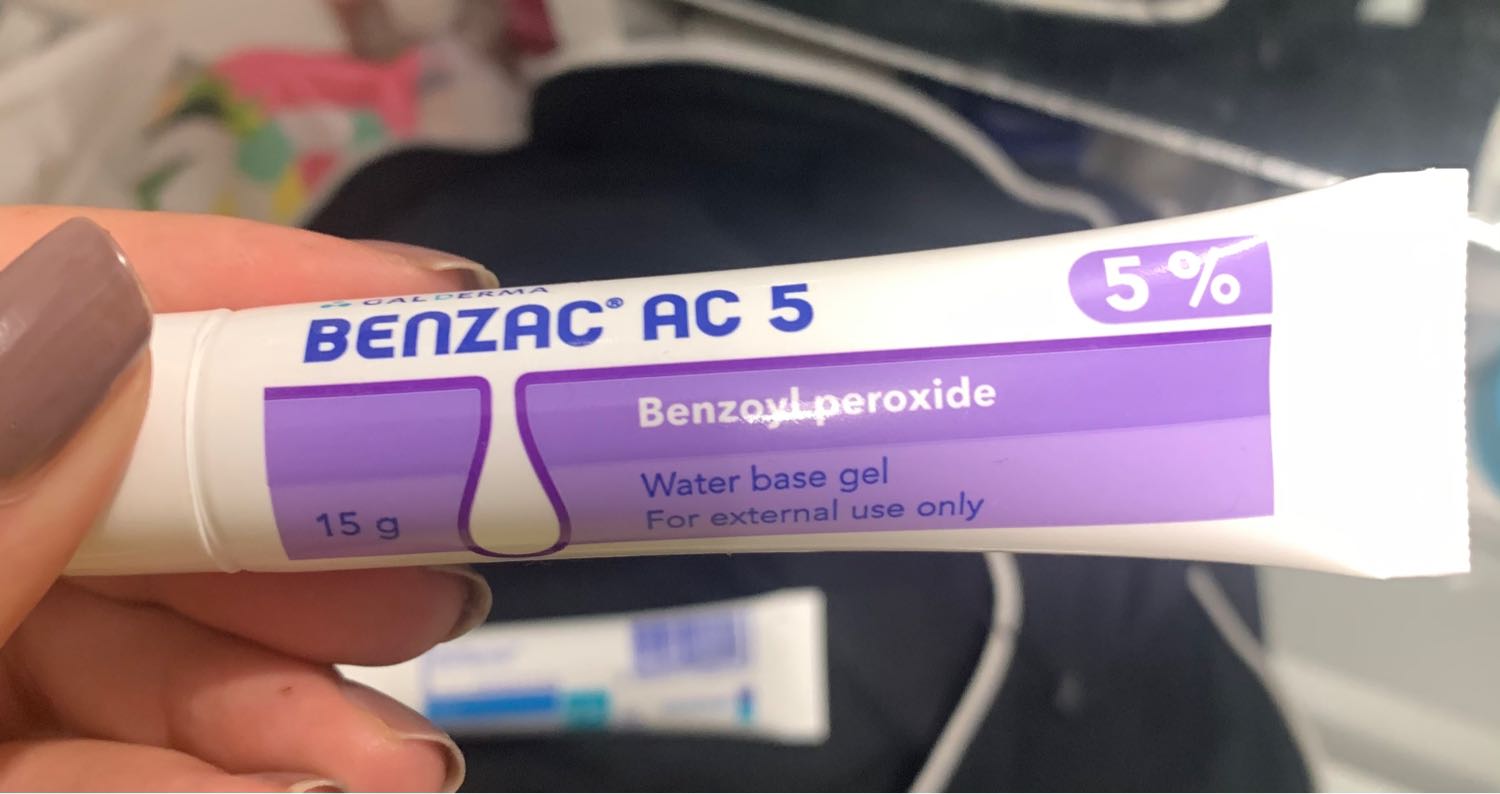 GALDERMA
BENZAC® AC 5
5 %
Benzoyl peroxide
Water base gel
For external use only
15 g